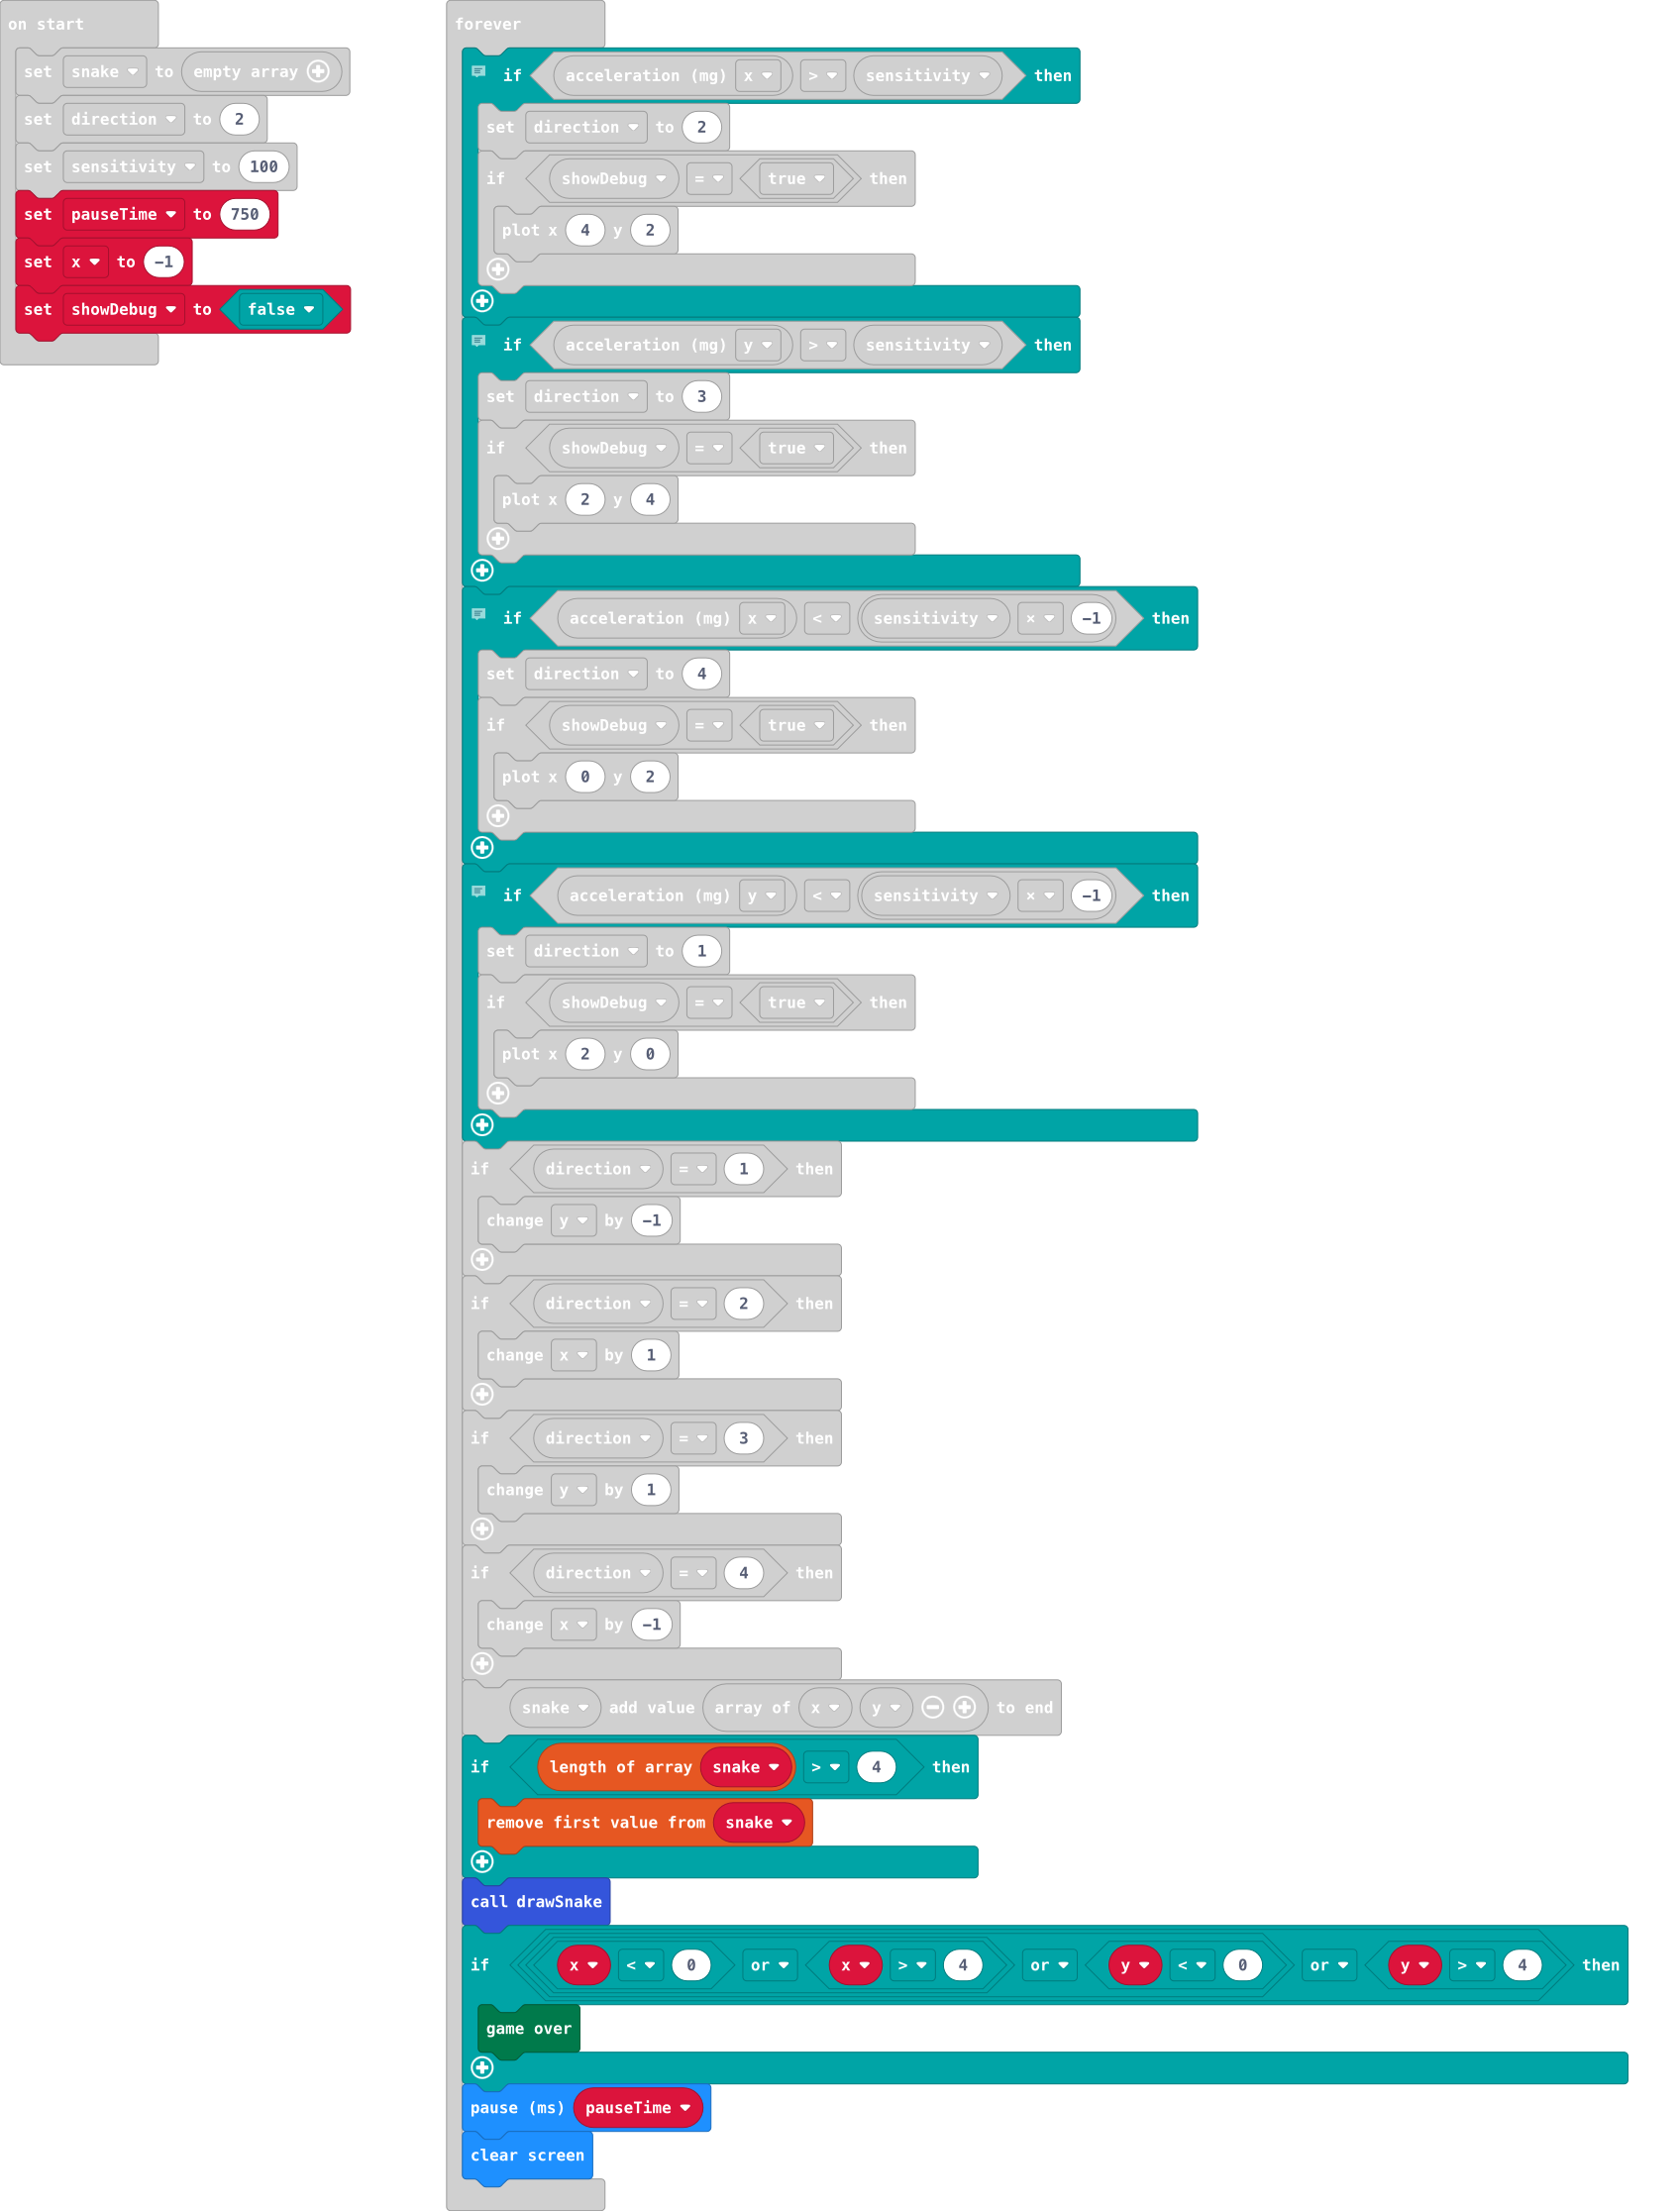 on start
set snake to empty array
set direction to 2
set sensitivity to 100
set pauseTime to 750
set x to −1
set showDebug to false
forever
if acceleration (mg) x > sensitivity then
set direction to 2
if showDebug = true then
plot x 4 y 2
if acceleration (mg) y > sensitivity then
set direction to 3
if showDebug = true then
plot x 2 y 4
if acceleration (mg) x < sensitivity × −1 then
set direction to 4
if showDebug = true then
plot x 0 y 2
if acceleration (mg) y < sensitivity × −1 then
set direction to 1
if showDebug = true then
plot x 2 y 0
if direction = 1 then
change y by −1
if direction = 2 then
change x by 1
if direction = 3 then
change y by 1
if direction = 4 then
change x by −1
snake add value array of x y to end
if length of array snake > 4 then
remove first value from snake
call drawSnake
if x < 0 or x > 4 or y < 0 or y > 4 then
game over
pause (ms) pauseTime
clear screen